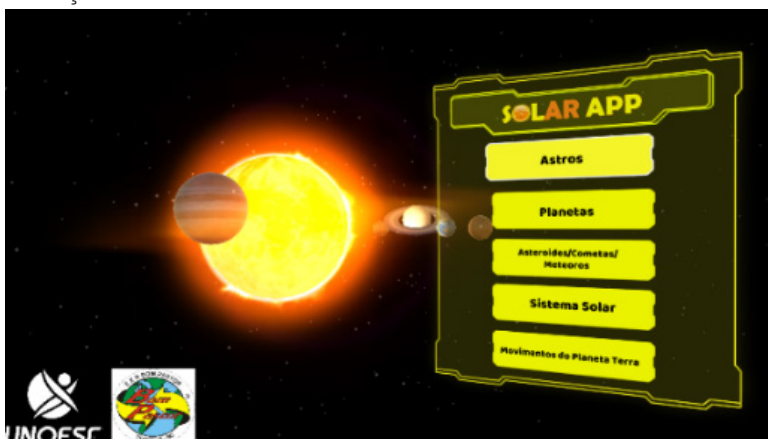 SOLAR APP
Astros
Planetas
Asteroides/Cometas/
Meteoros
Sistema Solar
Movimentos do Planeta Terra
UNOESC